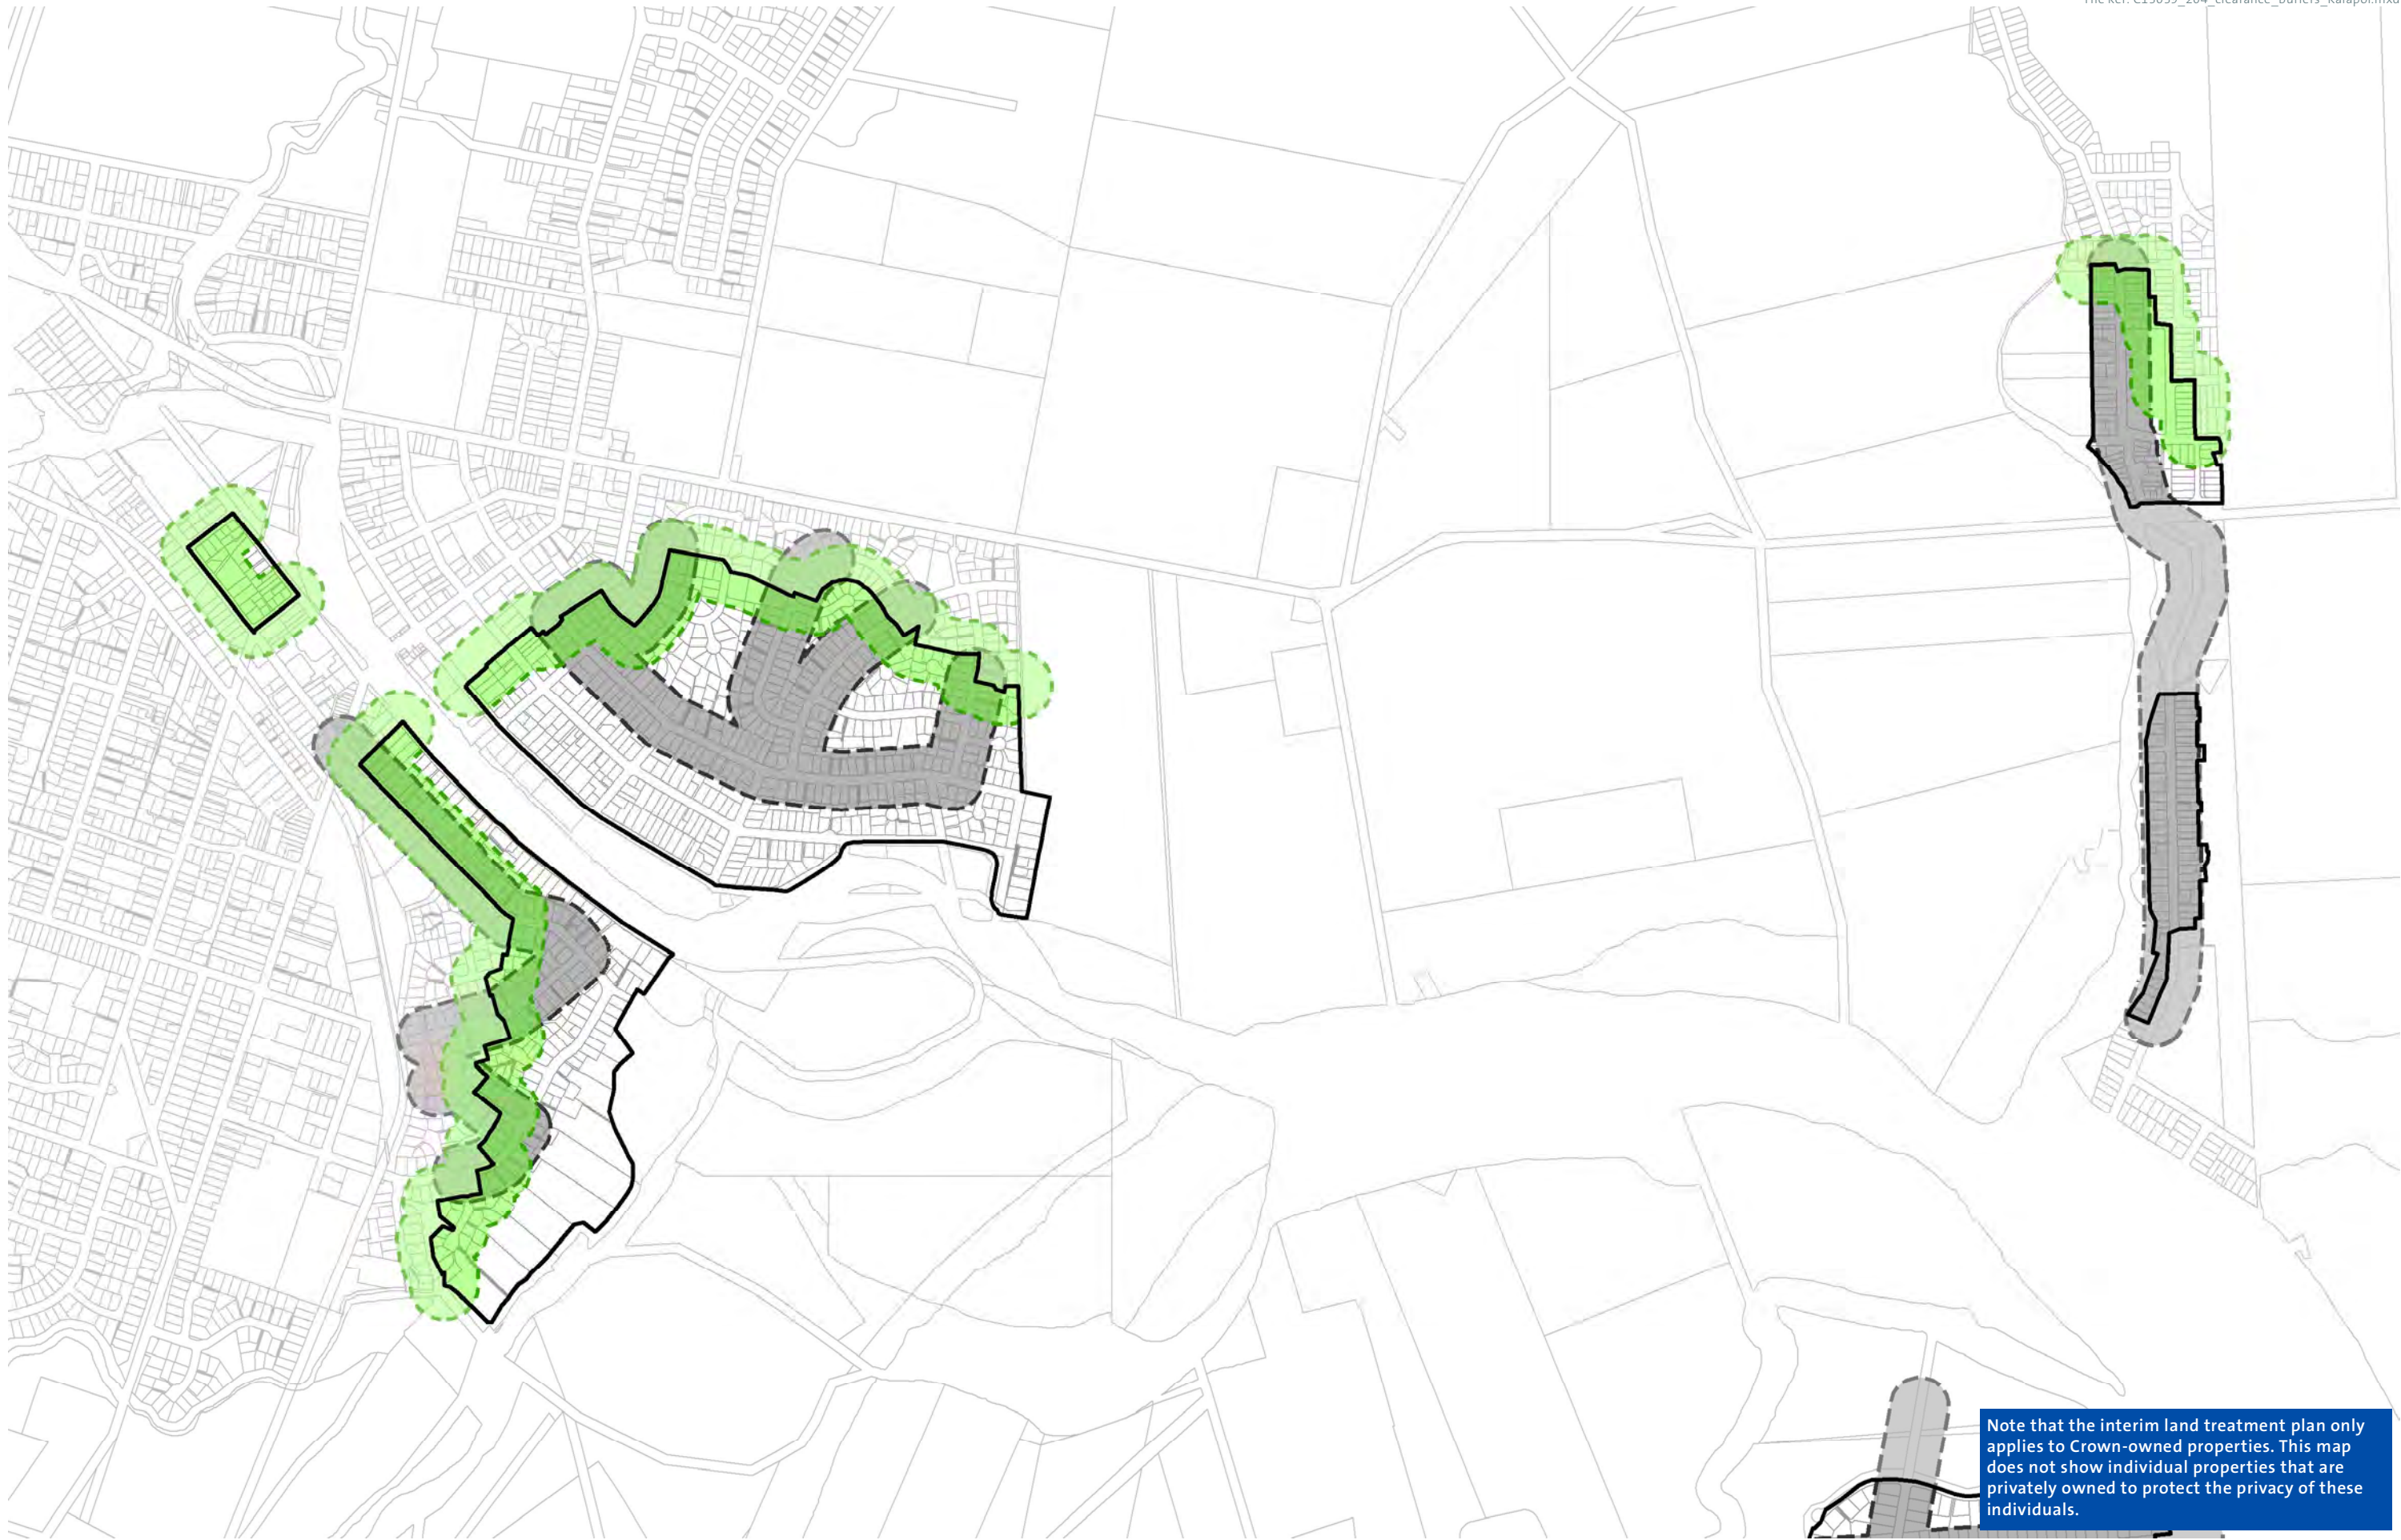 Note that the interim land treatment plan only
applies to Crown-owned properties. This map
does not show individual properties that are
privately owned to protect the privacy of these
individuals.